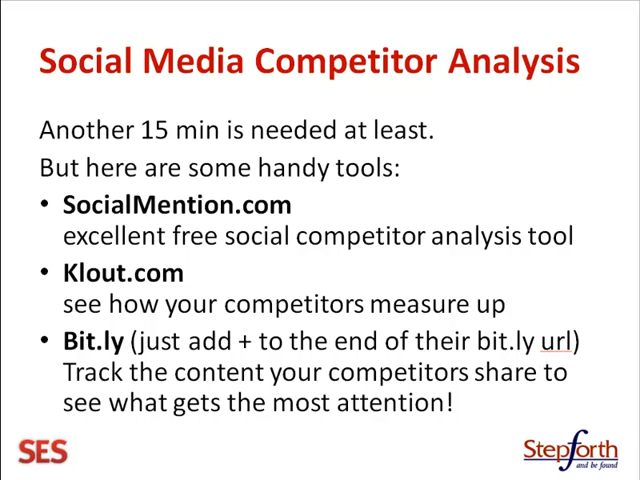 Social Media Competitor Analysis
Another 15 min is needed at least.
But here are some handy tools:
• SocialMention.com
excellent free social competitor analysis tool
• Klout.com
see how your competitors measure up
• Bit.ly (just add + to the end of their bit.ly url)
Track the content your competitors share to
see what gets the most attention!
SES
Stepforth
and be found